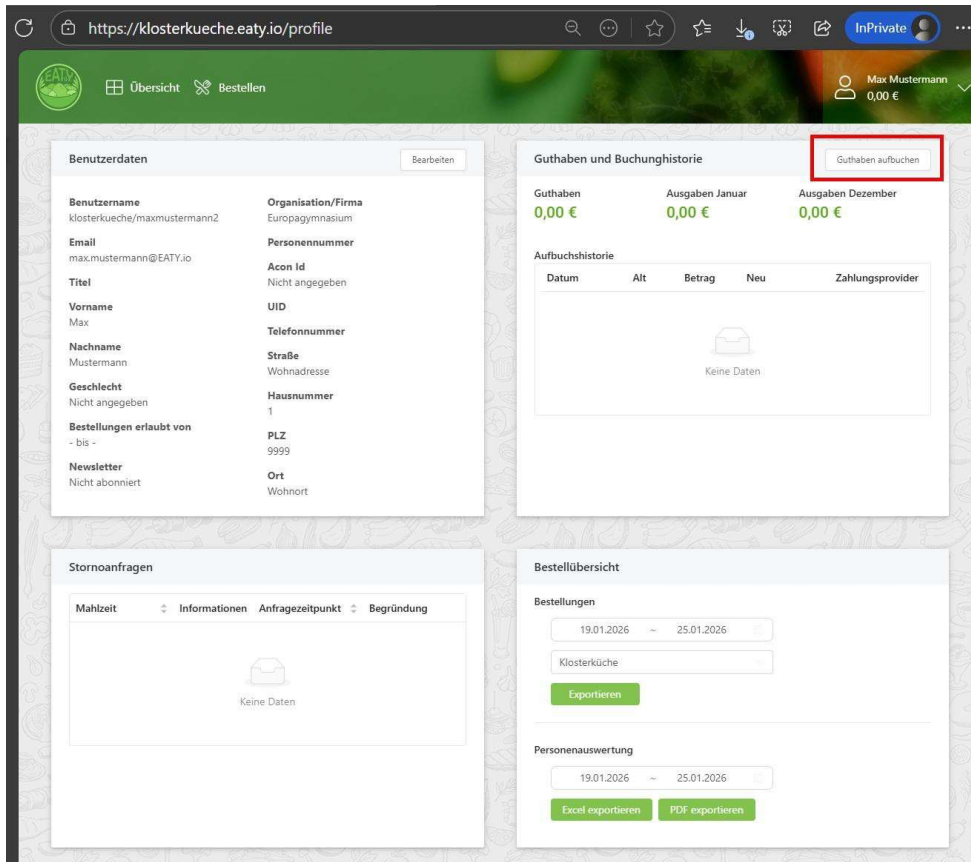 https://klosterkueche.eaty.io/profile
InPrivate
EATY
Übersicht
Bestellen
Max Mustermann
0,00 €
Benutzerdaten
Bearbeiten
Benutzername
klosterkueche/maxmustermann2
Email
max.mustermann@EATY.io
Titel
Vorname
Max
Nachname
Mustermann
Geschlecht
Nicht angegeben
Bestellungen erlaubt von
- bis -
Newsletter
Nicht abonniert
Organisation/Firma
Europagymnasium
Personennummer
Acon Id
Nicht angegeben
UID
Telefonnummer
Straße
Wohnadresse
Hausnummer
1
PLZ
9999
Ort
Wohnort
Guthaben und Buchunghistorie
Guthaben aufbuchen
Guthaben Ausgaben Januar Ausgaben Dezember
0,00 € 0,00 € 0,00 €
Aufbuchshistorie
Datum Alt Betrag Neu Zahlungsprovider
Keine Daten
Stornoanfragen
Mahlzeit Informationen Anfragezeitpunkt Begründung
Keine Daten
Bestellübersicht
Bestellungen
19.01.2026 ~ 25.01.2026
Klosterküche
Exportieren
Personenauswertung
19.01.2026 ~ 25.01.2026
Excel exportieren PDF exportieren